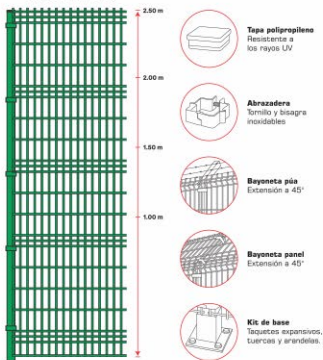 2.50 m
2.00 m
1.50 m
1.00 m
Tapa polipropileno
Resistente a
los rayos UV
Abrazadera
Tornillo y bisagra
inoxidables
Bayoneta púa
Extensión a 45°
Bayoneta panel
Extensión a 45°
Kit de base
Taquetes expansivos,
tuercas y arandelas.